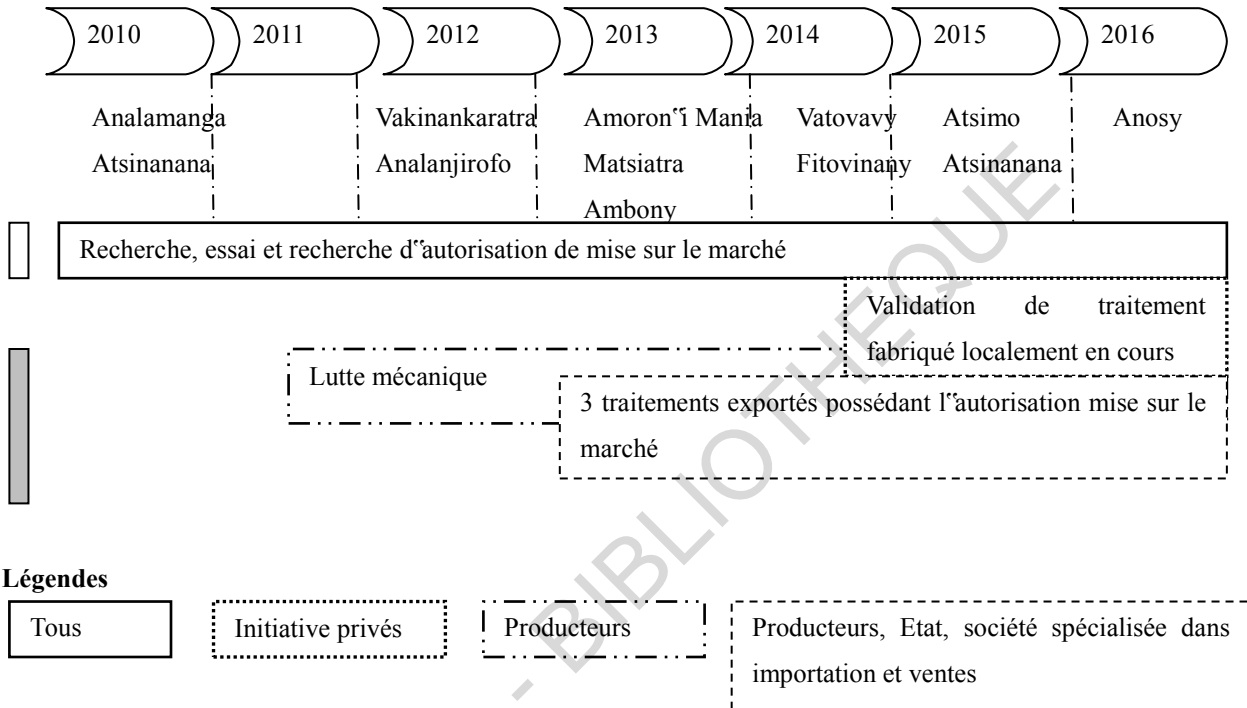 2010 2011 2012 2013 2014 2015 2016
Analamanga Vakinankaratra Amoron‟i Mania Vatovavy Atsimo Anosy
Atsinanana Analanjirofo Matsiatra Fitovinany Atsinanana
Ambony
Recherche, essai et recherche d‟autorisation de mise sur le marché
Validation de traitement
fabriqué localement en cours
Lutte mécanique
3 traitements exportés possédant l‟autorisation mise sur le
marché
Légendes
Tous Initiative privés Producteurs Producteurs, Etat, société spécialisée dans
importation et ventes
- BIBLIOTHEQUE